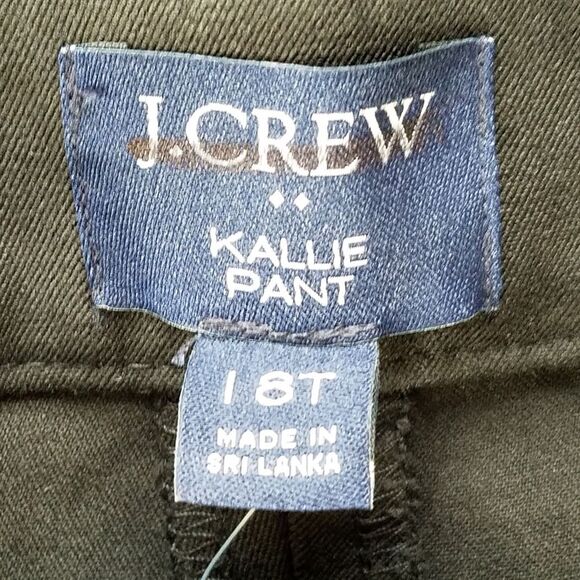 J.CREW
KALLIE
PANT
18T
MADE IN
SRI LANKA